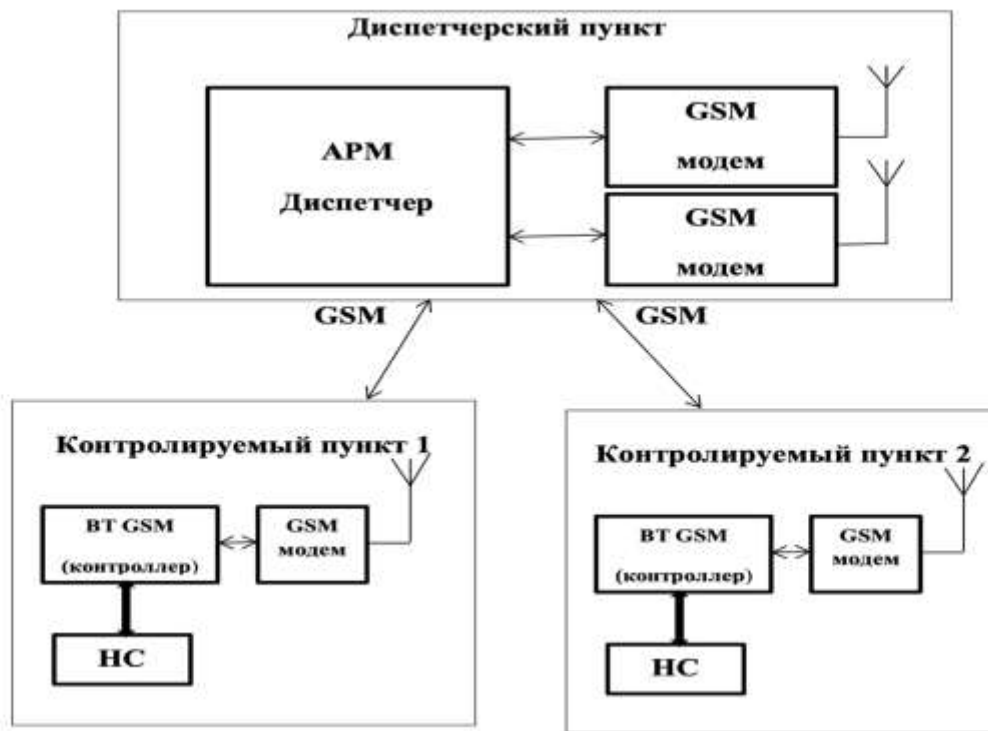 Диспетчерский пункт
АРМ
Диспетчер
GSM
модем
GSM
модем
GSM
GSM
Контролируемый пункт 1
ВТ GSM
(контроллер)
GSM
модем
НС
Контролируемый пункт 2
ВТ GSM
(контроллер)
GSM
модем
НС